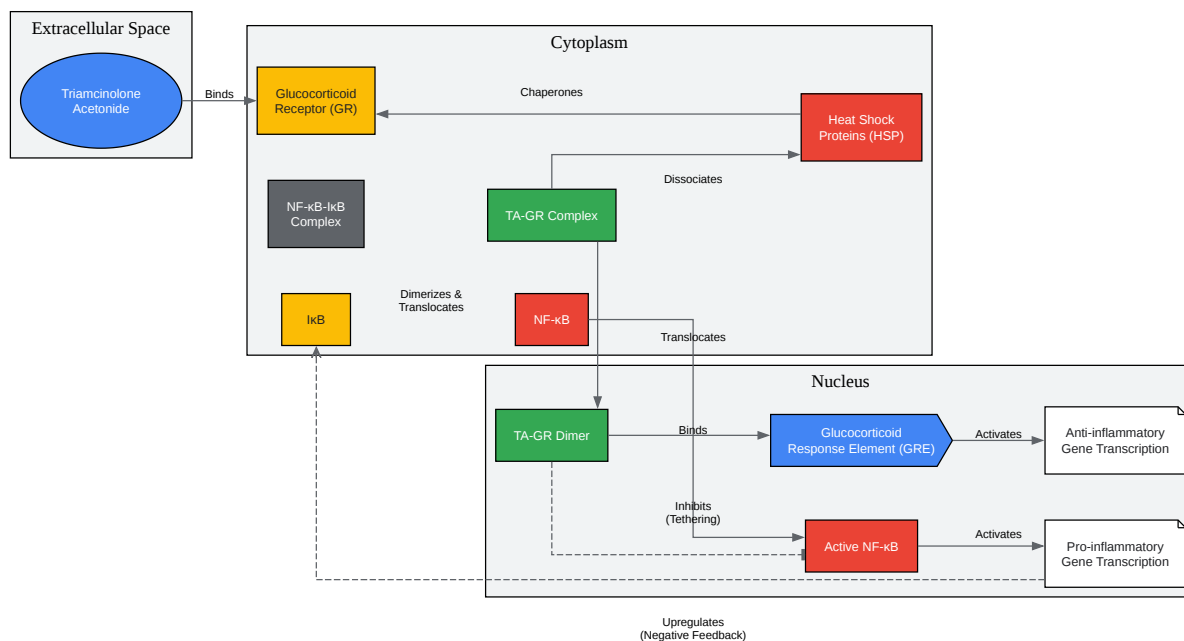 Extracellular Space
Triamcinolone
Acetonide
Binds
Cytoplasm
Glucocorticoid
Receptor (GR)
Chaperones
Heat Shock
Proteins (HSP)
Dissociates
NF-κB-IκB
Complex
TA-GR Complex
Dimerizes &
Translocates
IκB
NF-κB
Translocates
Nucleus
TA-GR Dimer
Binds
Glucocorticoid
Response Element (GRE)
Activates
Anti-inflammatory
Gene Transcription
Inhibits
(Tethering)
Active NF-κB
Activates
Pro-inflammatory
Gene Transcription
Upregulates
(Negative Feedback)